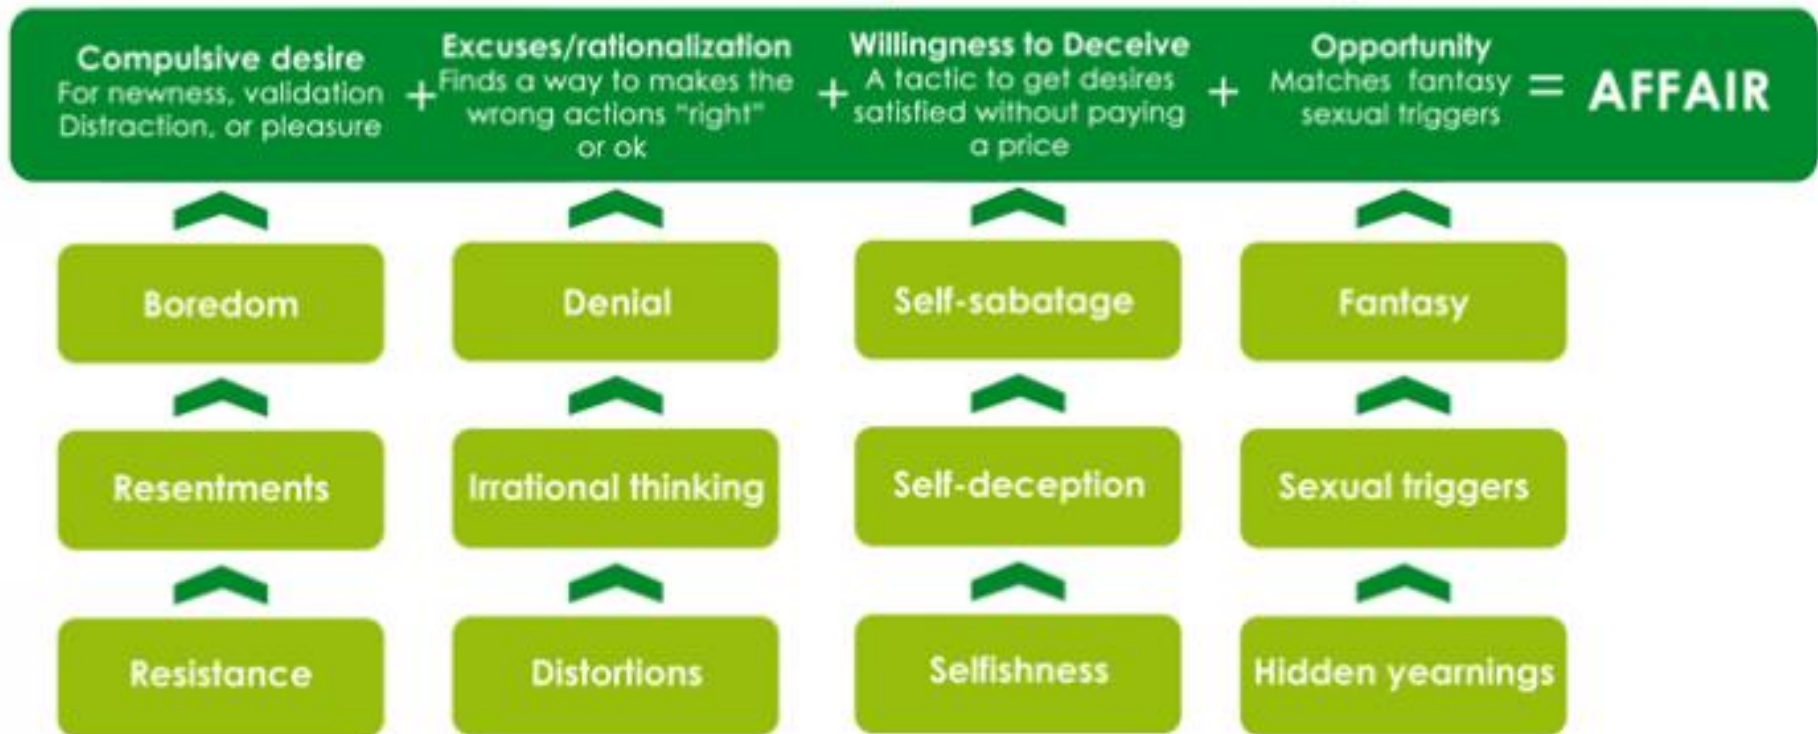 Compulsive desire
For newness, validation
Distraction, or pleasure
+
Excuses/rationalization
Finds a way to makes the
wrong actions "right"
or ok
+
Willingness to Deceive
A tactic to get desires
satisfied without paying
a price
+
Opportunity
Matches fantasy
sexual triggers
= AFFAIR
Boredom
Denial
Self-sabatage
Fantasy
Resentments
Irrational thinking
Self-deception
Sexual triggers
Resistance
Distortions
Selfishness
Hidden yearnings